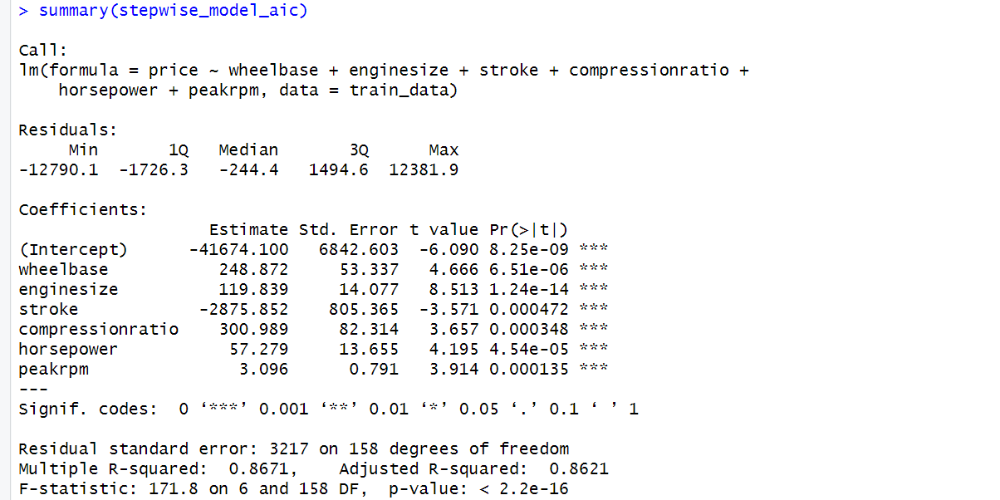 > summary(stepwise_model_aic)
Call:
lm(formula = price ~ wheelbase + enginesize + stroke + compressionratio +
    horsepower + peakrpm, data = train_data)
Residuals:
     Min       1Q   Median       3Q      Max
-12790.1  -1726.3   -244.4   1494.6  12381.9
Coefficients:
                   Estimate Std. Error t value Pr(>|t|)
(Intercept)      -41674.100   6842.603  -6.090 8.25e-09 ***
wheelbase           248.872     53.337   4.666 6.51e-06 ***
enginesize          119.839     14.077   8.513 1.24e-14 ***
stroke            -2875.852    805.365  -3.571 0.000472 ***
compressionratio    300.989     82.314   3.657 0.000348 ***
horsepower           57.279     13.655   4.195 4.54e-05 ***
peakrpm               3.096      0.791   3.914 0.000135 ***
---
Signif. codes:  0 ‘***’ 0.001 ‘**’ 0.01 ‘*’ 0.05 ‘.’ 0.1 ‘ ’ 1
Residual standard error: 3217 on 158 degrees of freedom
Multiple R-squared:  0.8671,    Adjusted R-squared:  0.8621
F-statistic: 171.8 on 6 and 158 DF,  p-value: < 2.2e-16